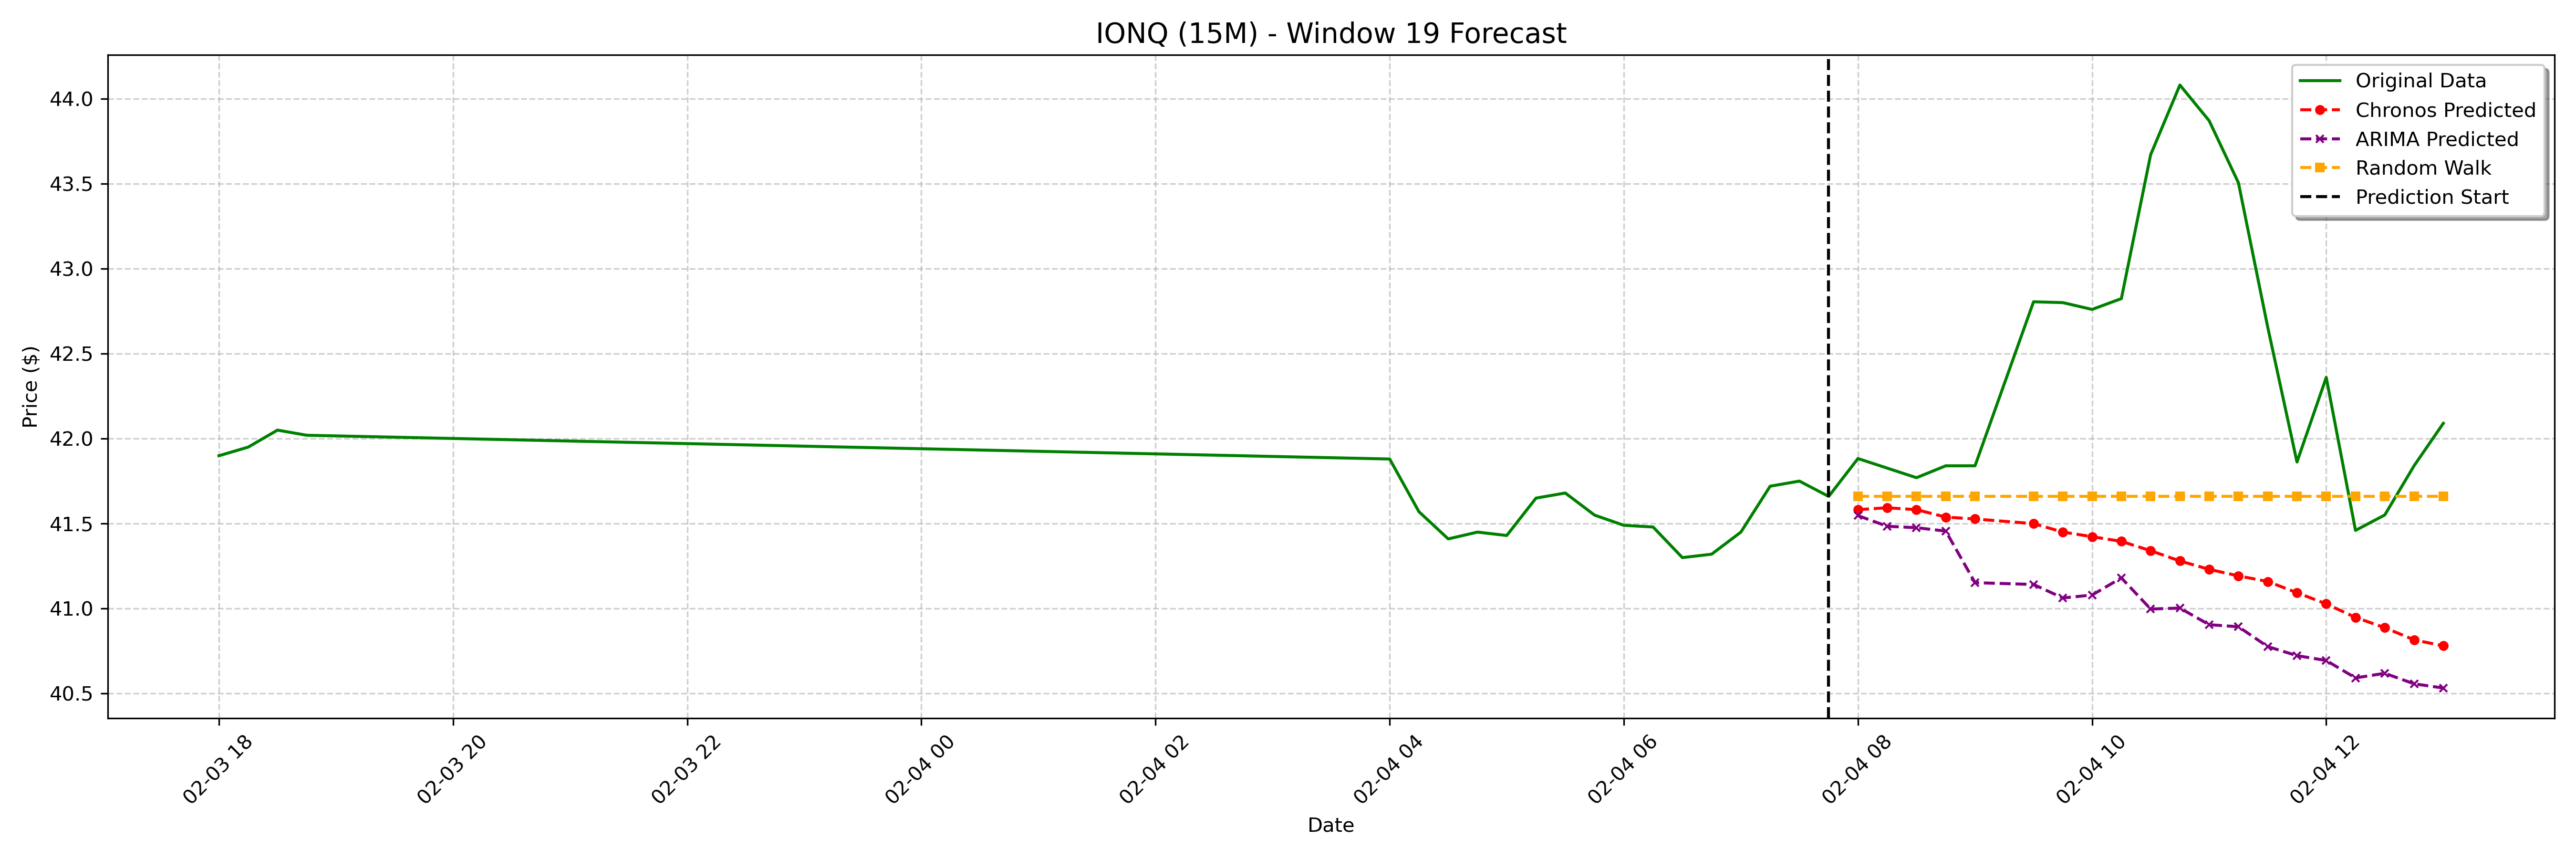 IONQ (15M) - Window 19 Forecast
Price ($)
44.0
43.5
43.0
42.5
42.0
41.5
41.0
40.5
Original Data
Chronos Predicted
ARIMA Predicted
Random Walk
Prediction Start
02-03 18
02-03 20
02-03 22
02-04 00
02-04 02
02-04 04
02-04 06
02-04 08
02-04 10
02-04 12
Date